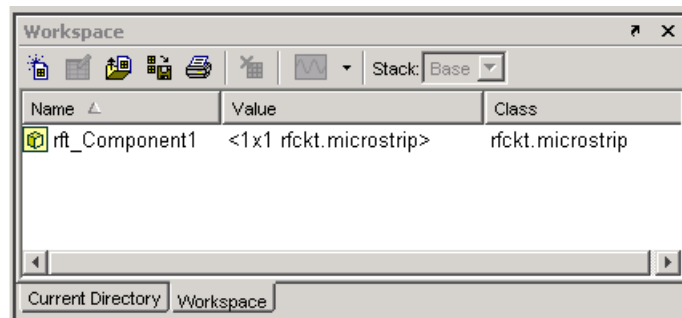 Workspace
Stack: Base
Name Value Class
rft_Component1 <1x1 rfckt.microstrip> rfckt.microstrip
Current Directory Workspace